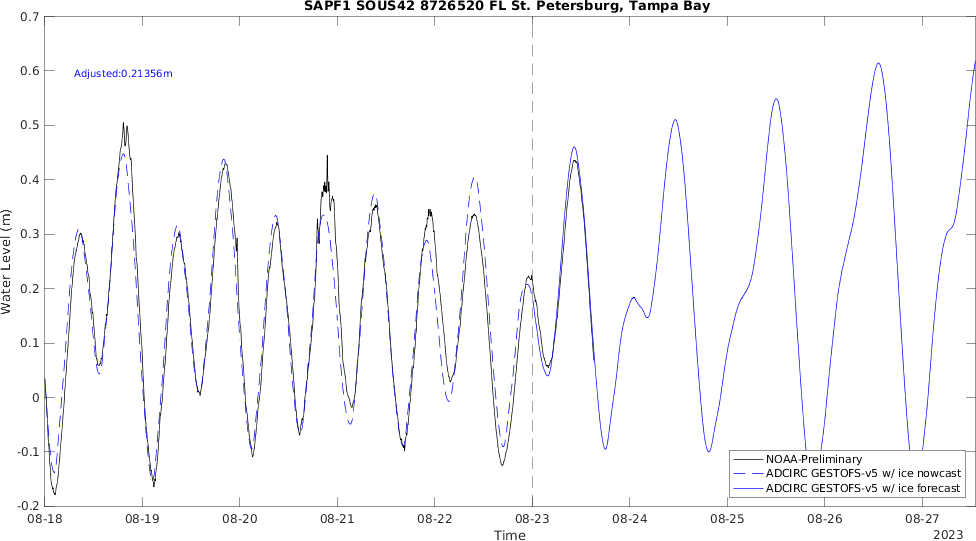 SAPF1 SOUS42 8726520 FL St. Petersburg, Tampa Bay
Adjusted:0.21356m
Water Level (m)
0.7
0.6
0.5
0.4
0.3
0.2
0.1
0
-0.1
-0.2
NOAA-Preliminary
ADCIRC GESTOFS-v5 w/ ice nowcast
ADCIRC GESTOFS-v5 w/ ice forecast
08-18 08-19 08-20 08-21 08-22 08-23 08-24 08-25 08-26 08-27
Time
2023